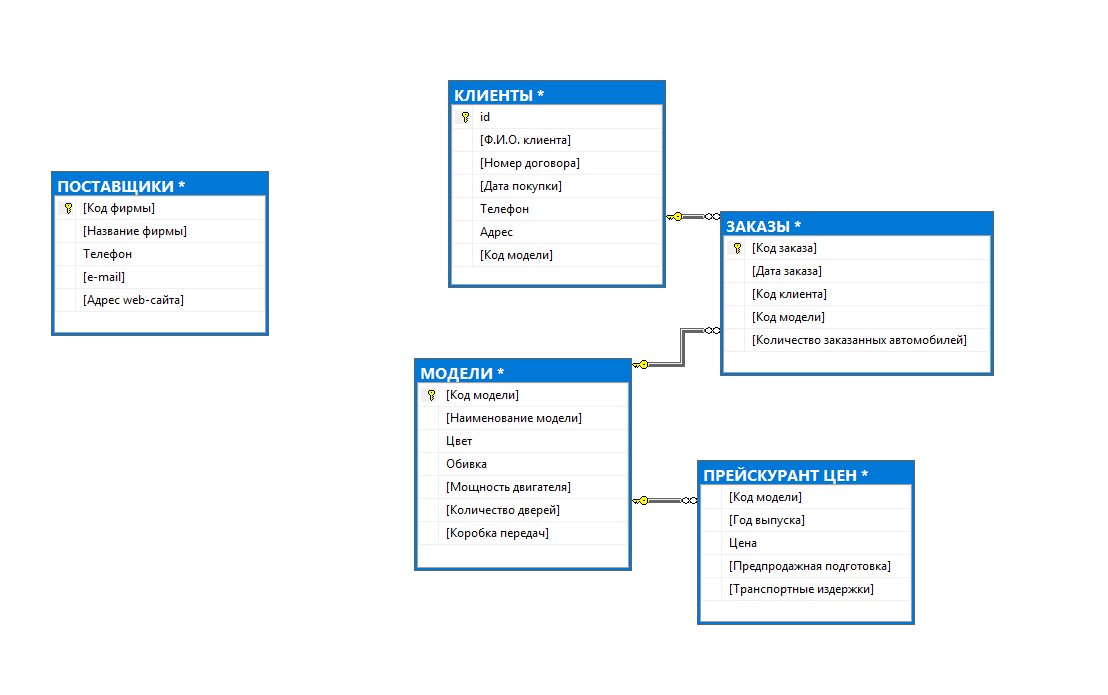 ПОСТАВЩИКИ *
[Код фирмы]
[Название фирмы]
Телефон
[e-mail]
[Адрес web-сайта]
КЛИЕНТЫ *
id
[Ф.И.О. клиента]
[Номер договора]
[Дата покупки]
Телефон
Адрес
[Код модели]
ЗАКАЗЫ *
[Код заказа]
[Дата заказа]
[Код клиента]
[Код модели]
[Количество заказанных автомобилей]
МОДЕЛИ *
[Код модели]
[Наименование модели]
Цвет
Обивка
[Мощность двигателя]
[Количество дверей]
[Коробка передач]
ПРЕЙСКУРАНТ ЦЕН *
[Код модели]
[Год выпуска]
Цена
[Предпродажная подготовка]
[Транспортные издержки]